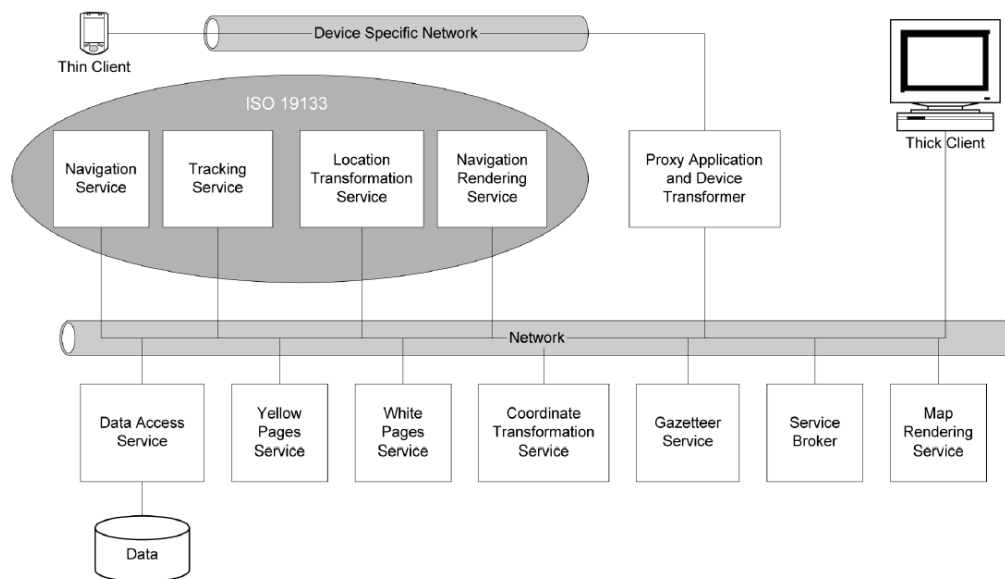 Device Specific Network
Thin Client
ISO 19133
Thick Client
Navigation
Service
Tracking
Service
Location
Transformation
Service
Navigation
Rendering
Service
Proxy Application
and Device
Transformer
Network
Data Access
Service
Yellow
Pages
Service
White
Pages
Service
Coordinate
Transformation
Service
Gazetteer
Service
Service
Broker
Map
Rendering
Service
Data